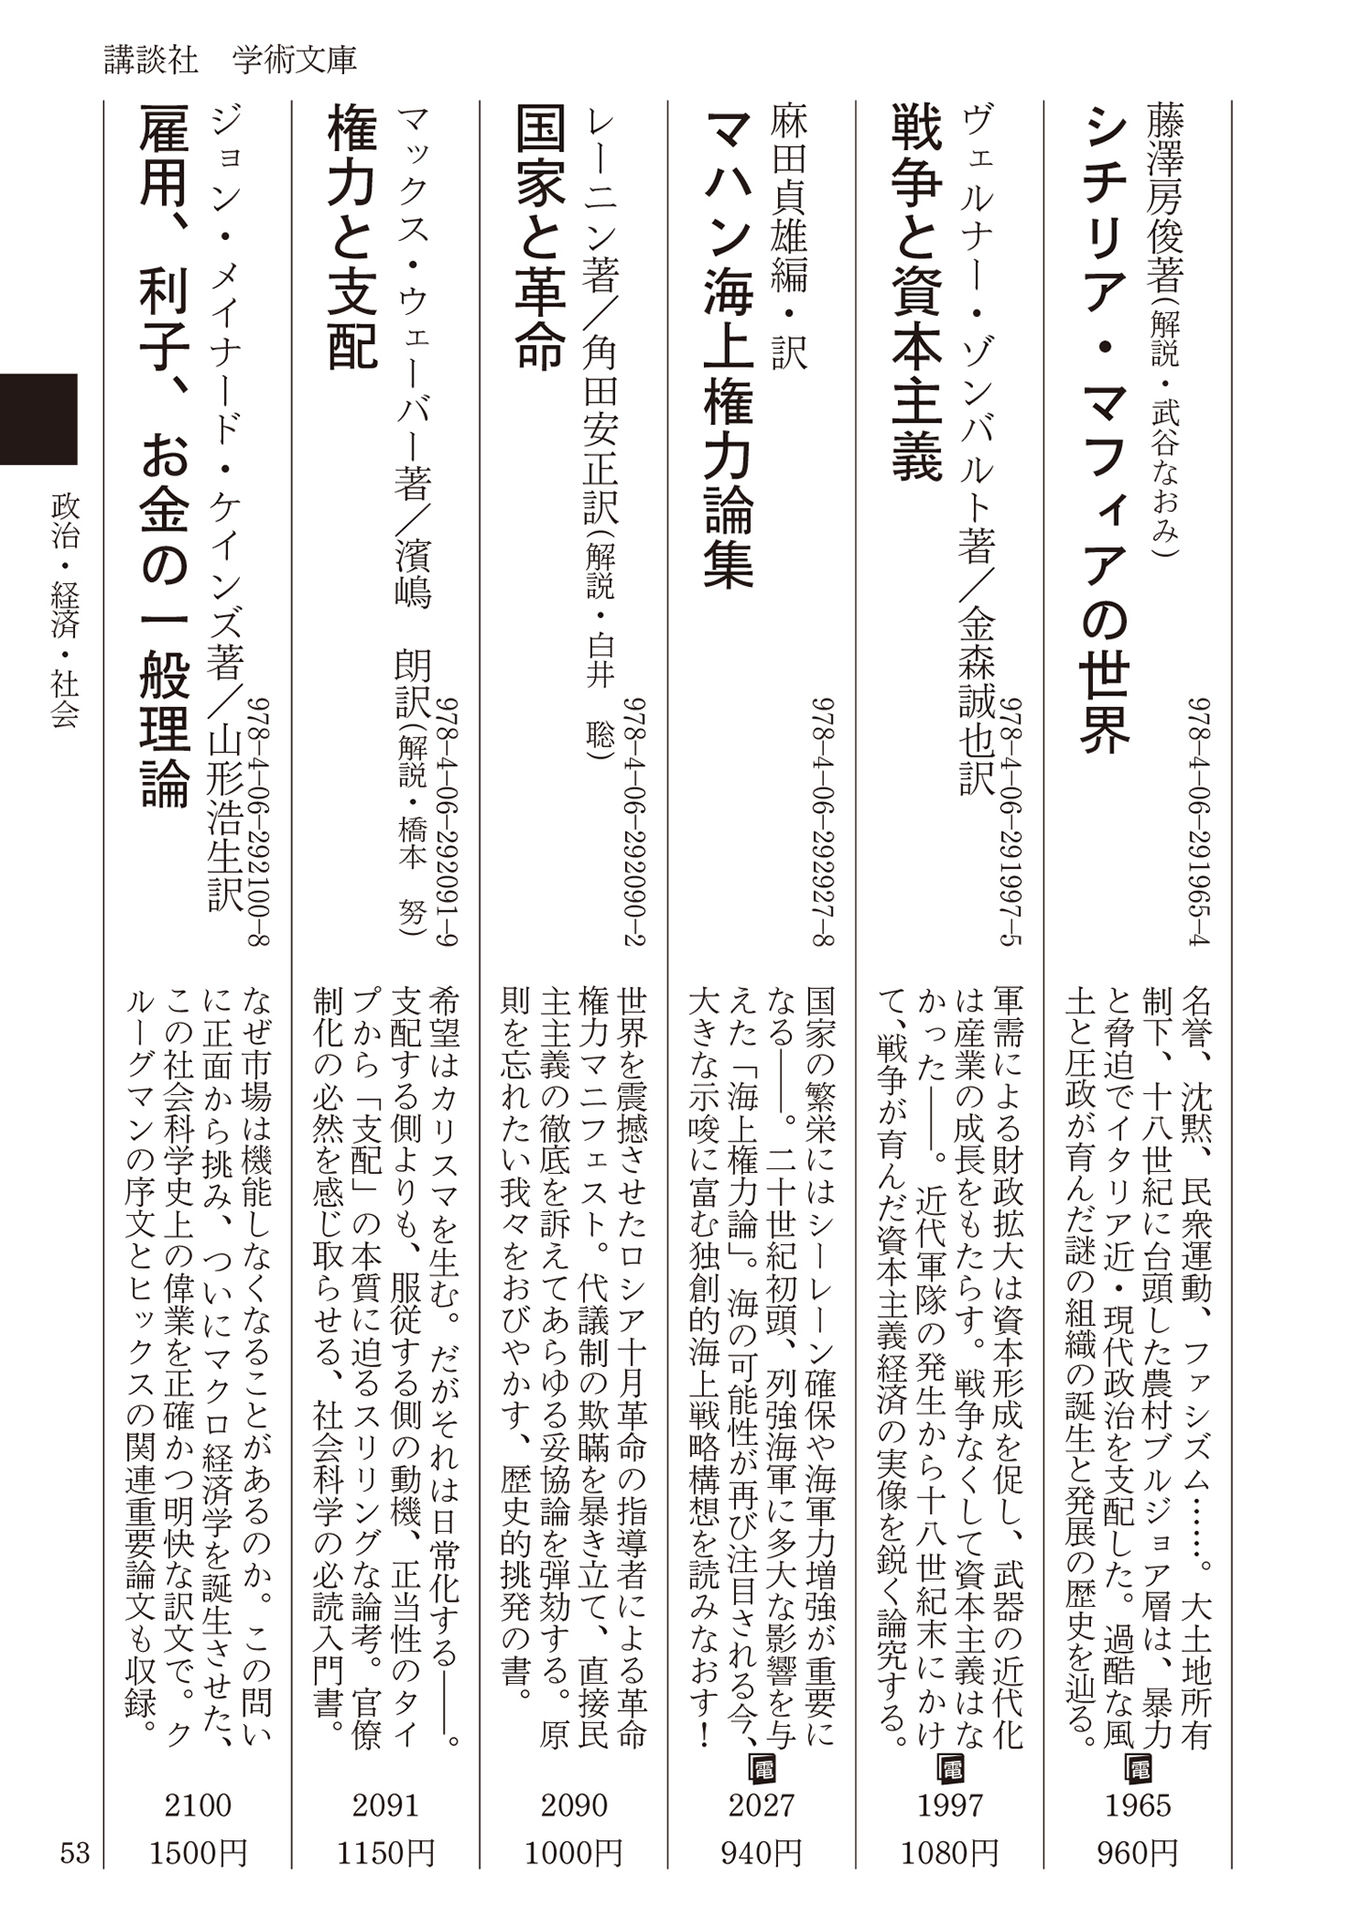 講談社　学術文庫
藤澤房俊著(解説・武谷なおみ)
シチリア・マフィアの世界
978-4-06-291965-4
名誉、沈黙、民衆運動、ファシズム……。大土地所有
制下、十八世紀に台頭した農村ブルジョア層は、暴力
と脅迫でイタリア近・現代政治を支配した。過酷な風
土と圧政が育んだ謎の組織の誕生と発展の歴史を辿る。
電
1965
960円
ヴェルナー・ゾンバルト著／金森誠也訳
戦争と資本主義
978-4-06-291997-5
軍需による財政拡大は資本形成を促し、武器の近代化
は産業の成長をもたらす。戦争なくして資本主義はな
かった――。近代軍隊の発生から十八世紀末にかけ
て、戦争が育んだ資本主義経済の実像を鋭く論究する。
電
1997
1080円
麻田貞雄編・訳
マハン海上権力論集
978-4-06-292927-8
国家の繁栄にはシーレーン確保や海軍力増強が重要に
なる――。二十世紀初頭、列強海軍に多大な影響を与
えた「海上権力論」。海の可能性が再び注目される今、
大きな示唆に富む独創的海上戦略構想を読みなおす！
電
2027
940円
レーニン著／角田安正訳(解説・白井　聡)
国家と革命
978-4-06-292090-2
世界を震撼させたロシア十月革命の指導者による革命
権力マニフェスト。代議制の欺瞞を暴き立て、直接民
主主義の徹底を訴えてあらゆる妥協論を弾劾する。原
則を忘れたい我々をおびやかす、歴史的挑発の書。
2090
1000円
マックス・ウェーバー著／濱嶋　朗訳(解説・橋本　努)
権力と支配
978-4-06-292091-9
希望はカリスマを生む。だがそれは日常化する――。
支配する側よりも、服従する側の動機、正当性のタイ
プから「支配」の本質に迫るスリリングな論考。官僚
制化の必然を感じ取らせる、社会科学の必読入門書。
2091
1150円
ジョン・メイナード・ケインズ著／山形浩生訳
雇用、利子、お金の一般理論
978-4-06-292100-8
なぜ市場は機能しなくなることがあるのか。この問い
に正面から挑み、ついにマクロ経済学を誕生させた、
この社会科学史上の偉業を正確かつ明快な訳文で。ク
ルーグマンの序文とヒックスの関連重要論文も収録。
2100
1500円
政治・経済・社会
53